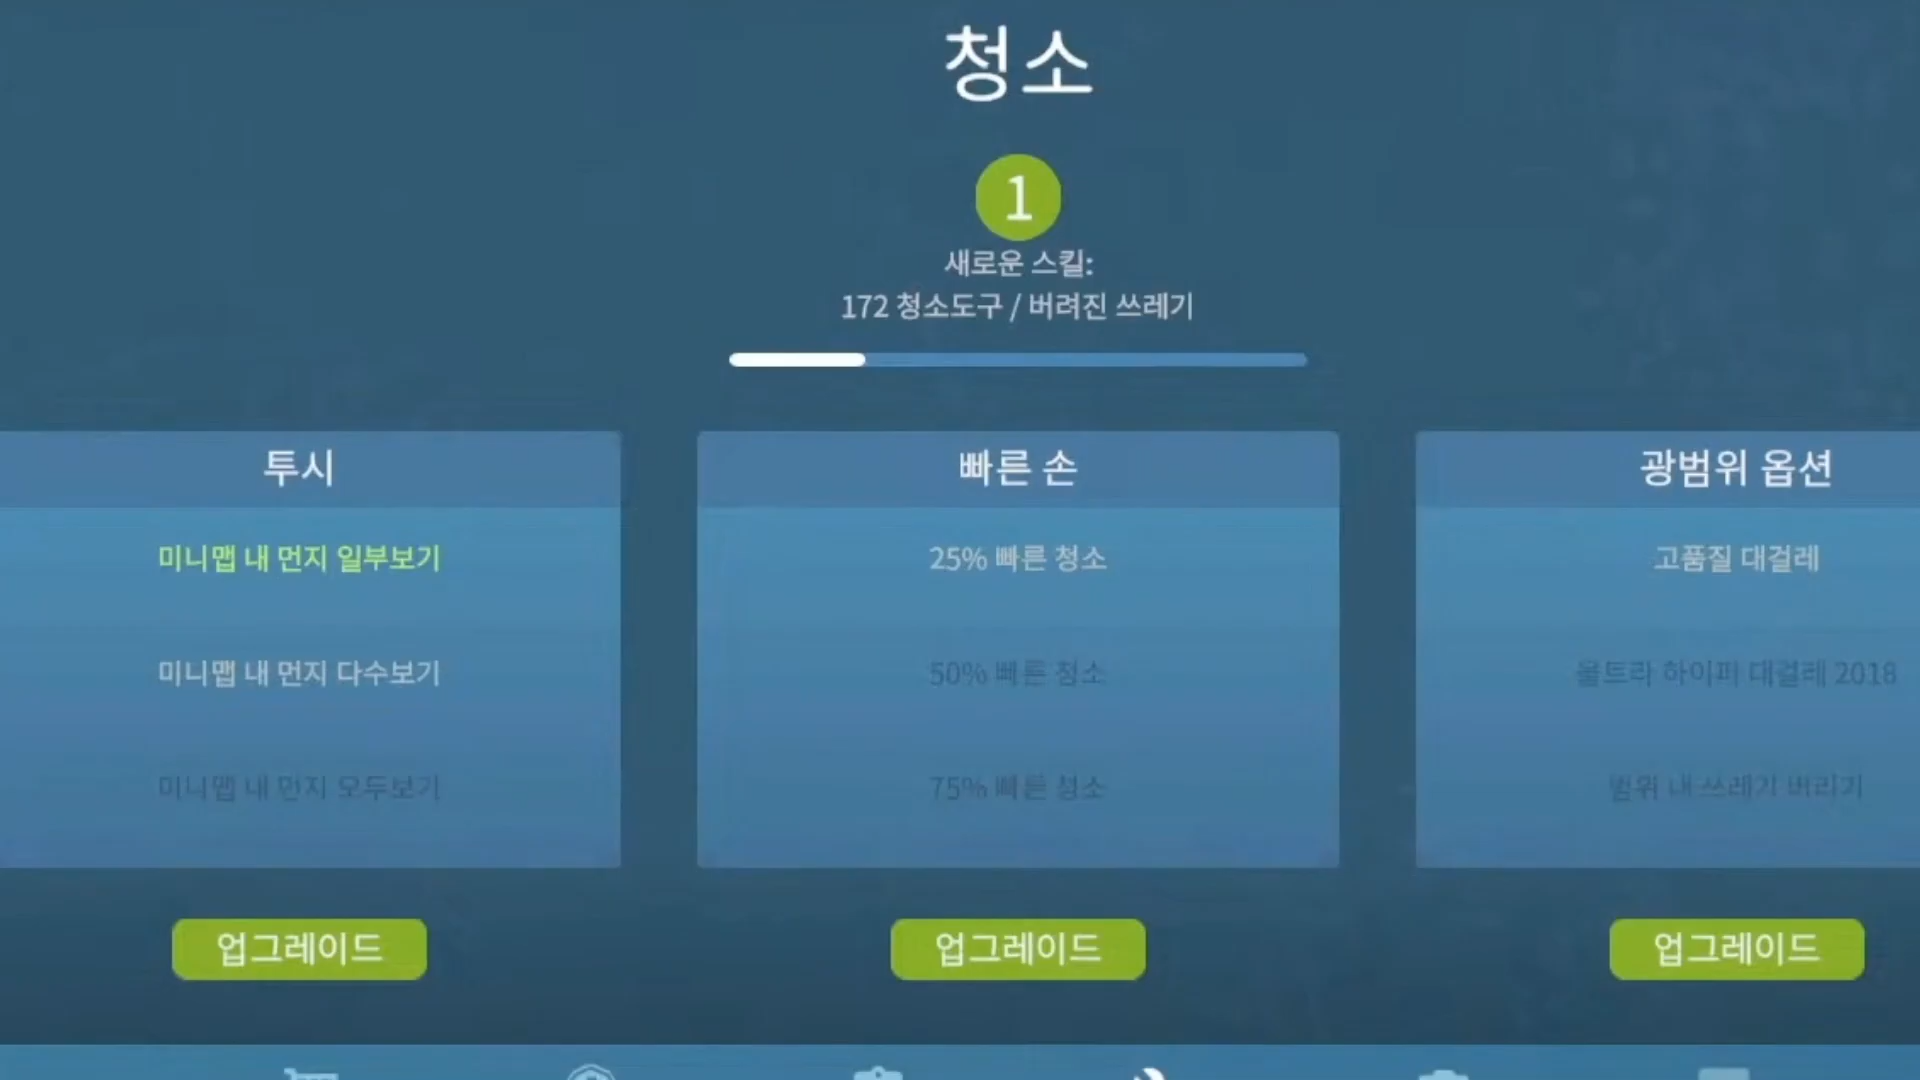 청소
1
새로운 스킬:
172 청소도구 / 버려진 쓰레기
투시
미니맵 내 먼지 일부보기
미니맵 내 먼지 다수보기
미니맵 내 먼지 모두보기
업그레이드
빠른 손
25% 빠른 청소
50% 빠른 청소
75% 빠른 청소
업그레이드
광범위 옵션
고품질 대걸레
울트라 하이퍼 대걸레 2018
범위 내 쓰레기 버리기
업그레이드